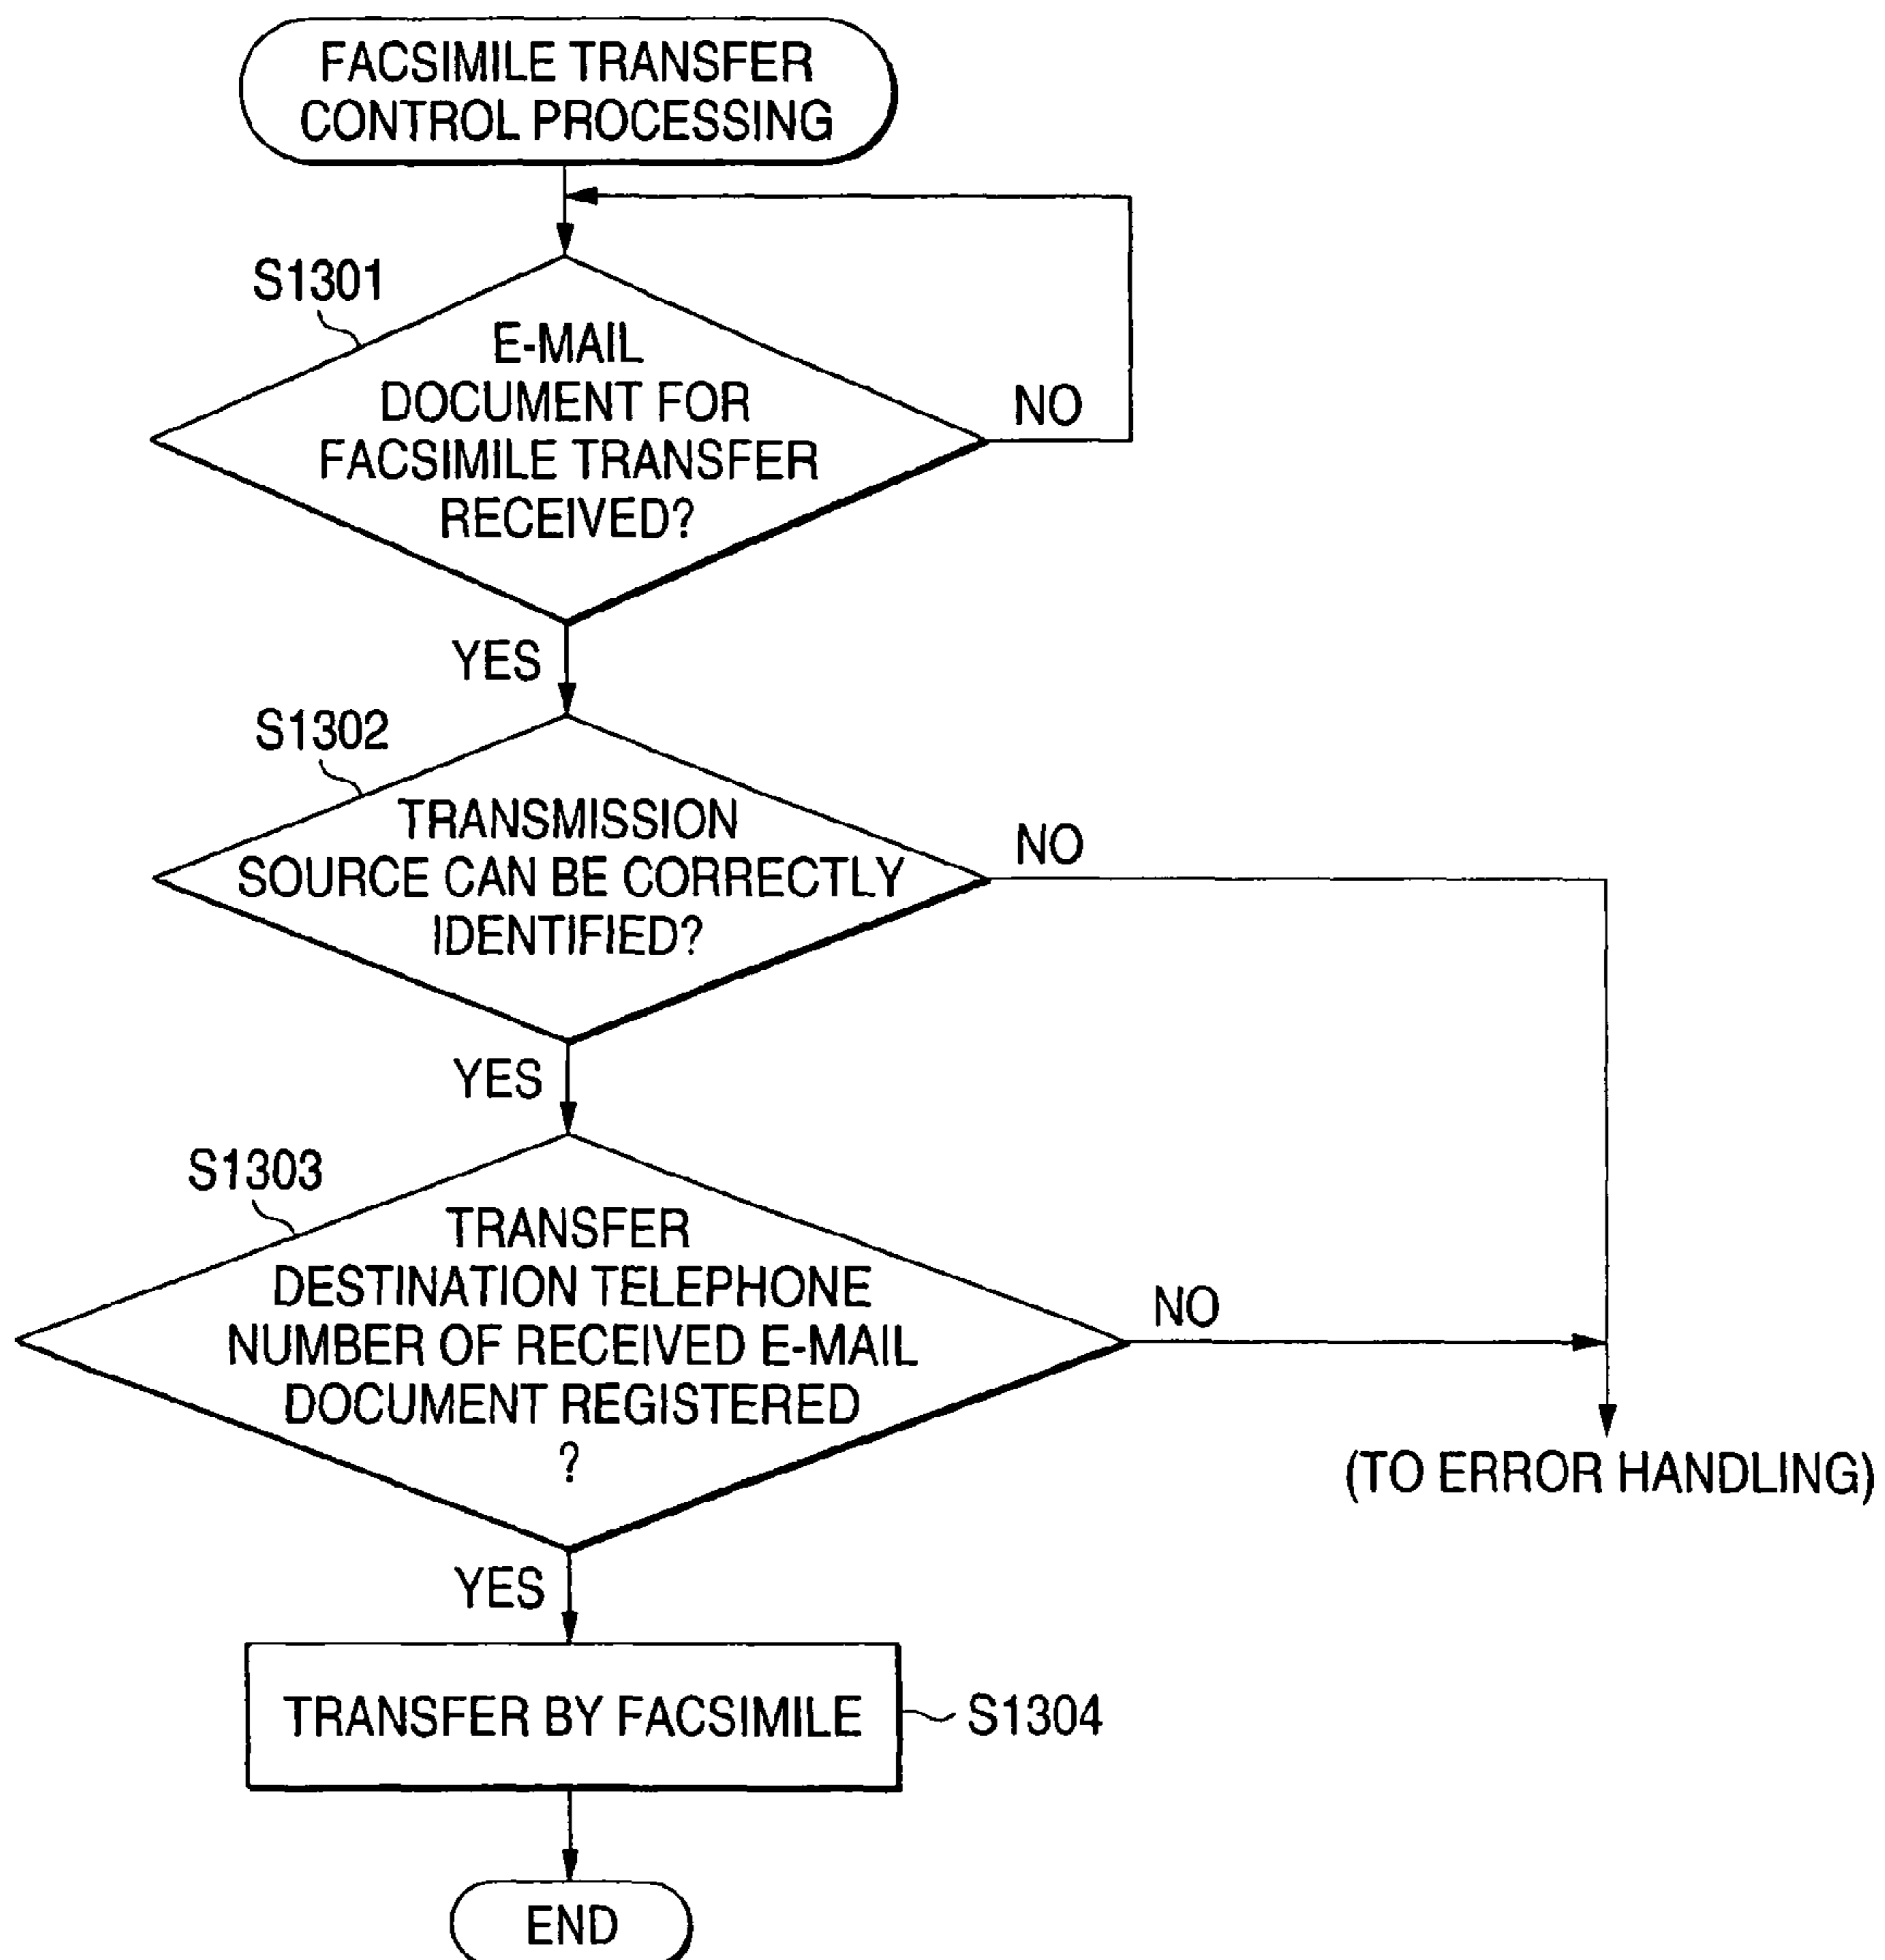 FACSIMILE TRANSFER
CONTROL PROCESSING
S1301
E-MAIL
DOCUMENT FOR
FACSIMILE TRANSFER
RECEIVED?
NO
YES
S1302
TRANSMISSION
SOURCE CAN BE CORRECTLY
IDENTIFIED?
NO
YES
S1303
TRANSFER
DESTINATION TELEPHONE
NUMBER OF RECEIVED E-MAIL
DOCUMENT REGISTERED
?
NO
(TO ERROR HANDLING)
YES
TRANSFER BY FACSIMILE
S1304
END